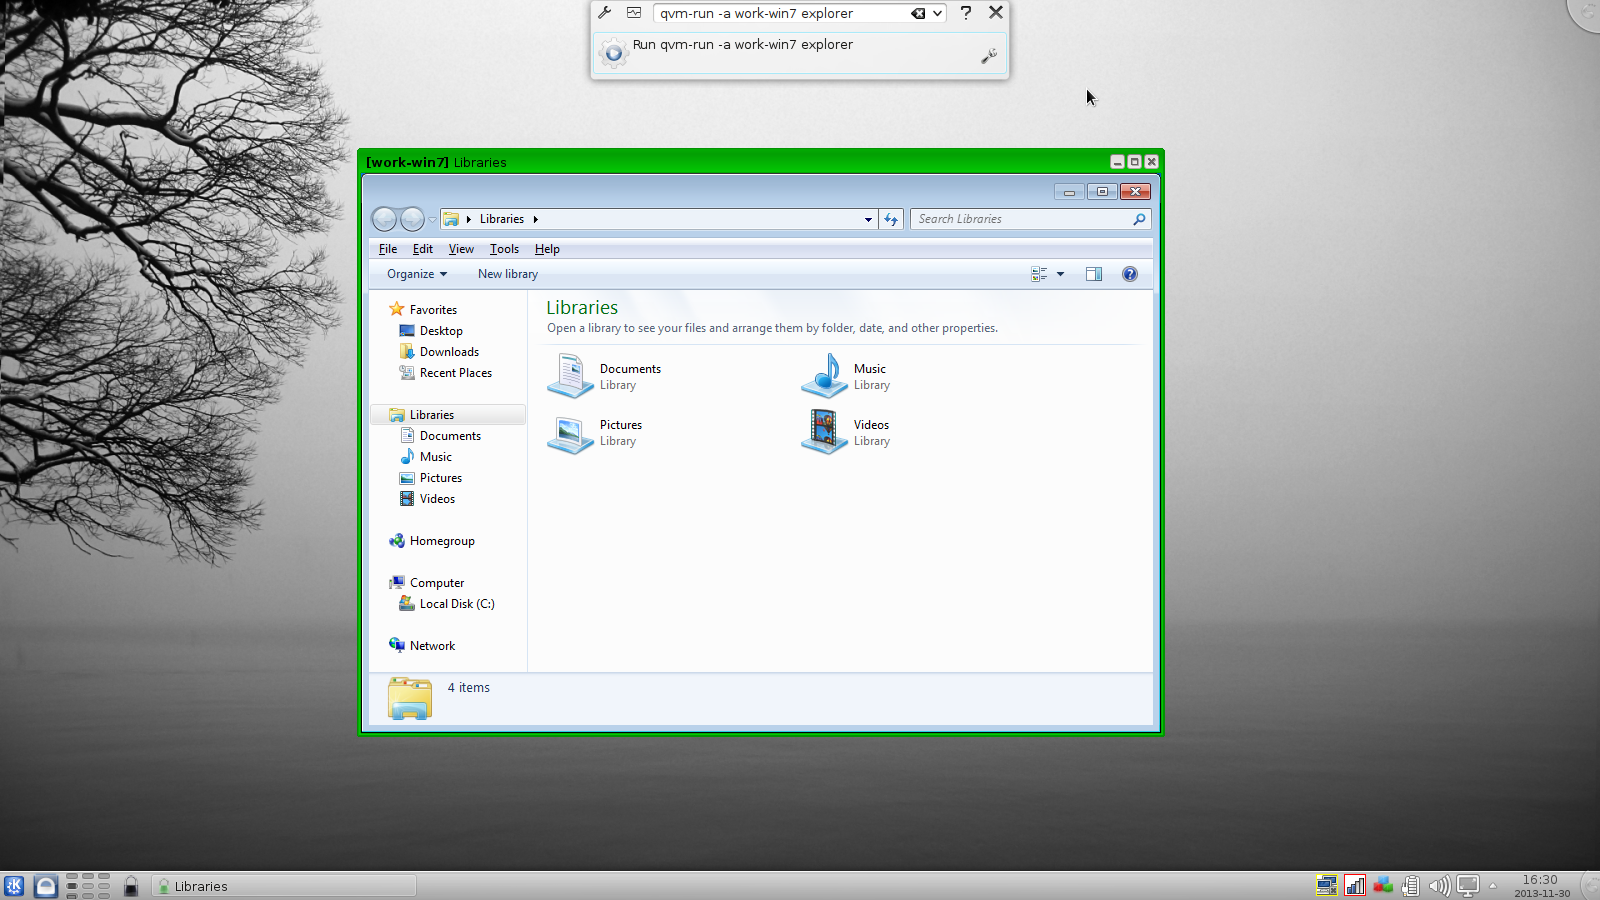 qvm-run -a work-win7 explorer
Run qvm-run -a work-win7 explorer
[work-win7] Libraries
Libraries
Search Libraries
File Edit View Tools Help
Organize New library
Favorites
Desktop
Downloads
Recent Places
Libraries
Documents
Music
Pictures
Videos
Homegroup
Computer
Local Disk (C:)
Network
Libraries
Open a library to see your files and arrange them by folder, date, and other properties.
Documents
Library
Music
Library
Pictures
Library
Videos
Library
4 items
Libraries
16:30
2013-11-30